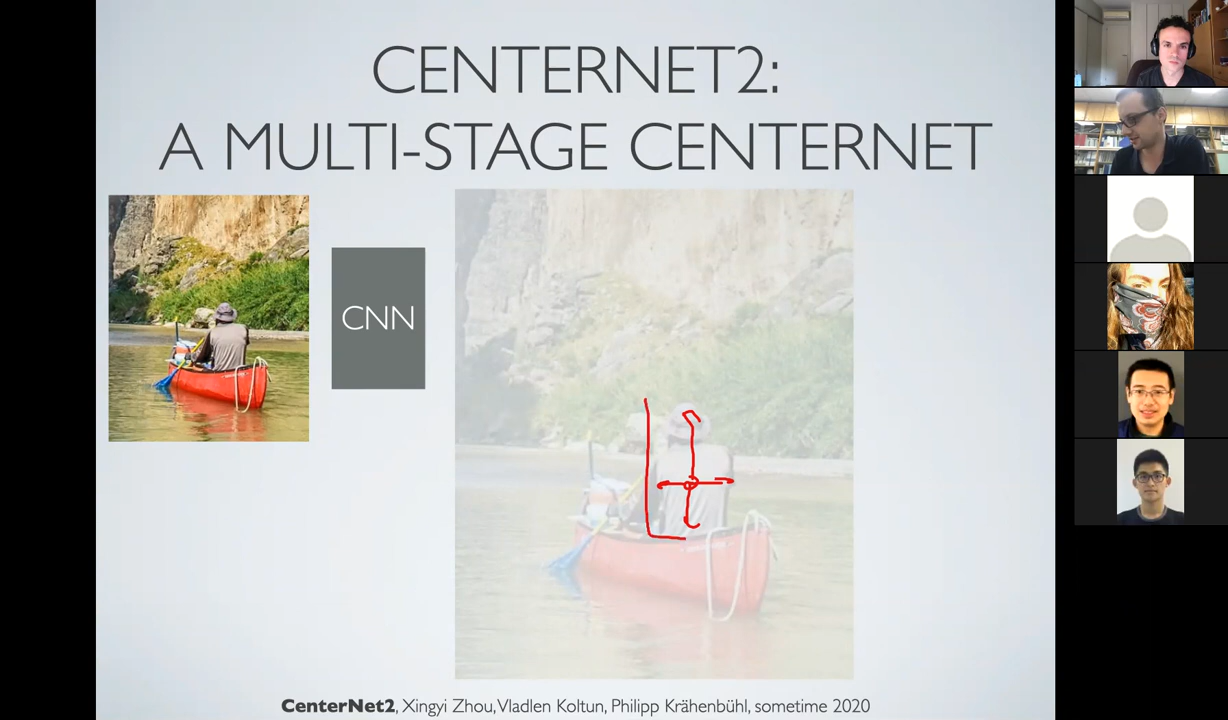 CENTERNET2:
A MULTI-STAGE CENTERNET
CNN
CenterNet2, Xingyi Zhou, Vladlen Koltun, Philipp Krähenbühl, sometime 2020